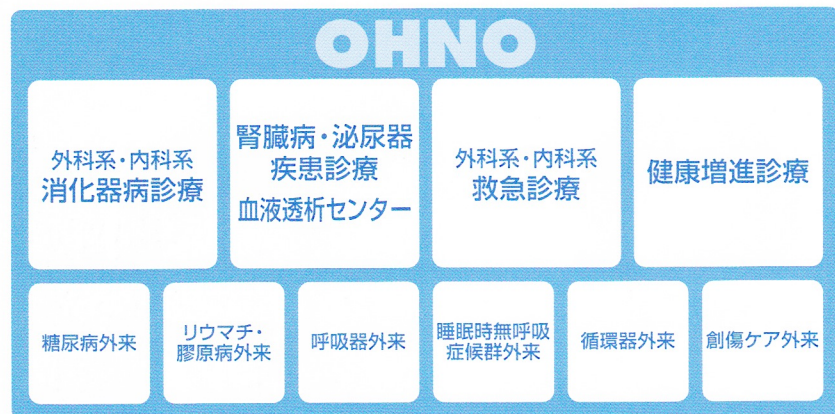 OHNO
外科系・内科系
消化器病診療
腎臓病・泌尿器
疾患診療
血液透析センター
外科系・内科系
救急診療
健康増進診療
糖尿病外来
リウマチ・
膠原病外来
呼吸器外来
睡眠時無呼吸
症候群外来
循環器外来
創傷ケア外来